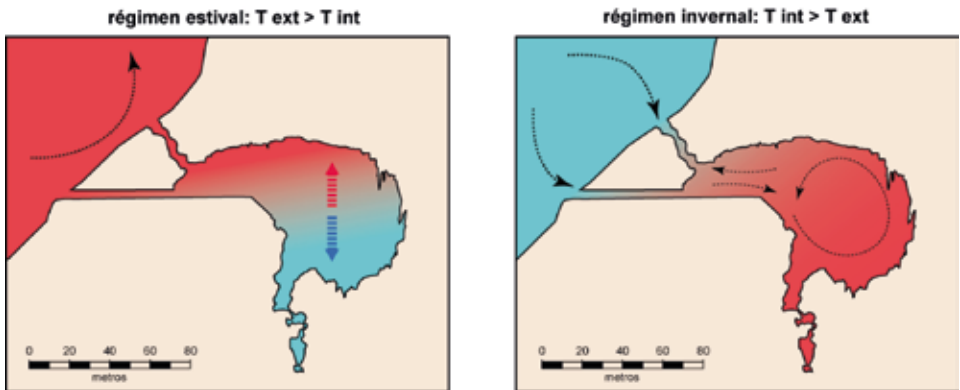 régimen estival: T ext > T int
régimen invernal: T int > T ext
0 20 40 60 80
metros
0 20 40 60 80
metros